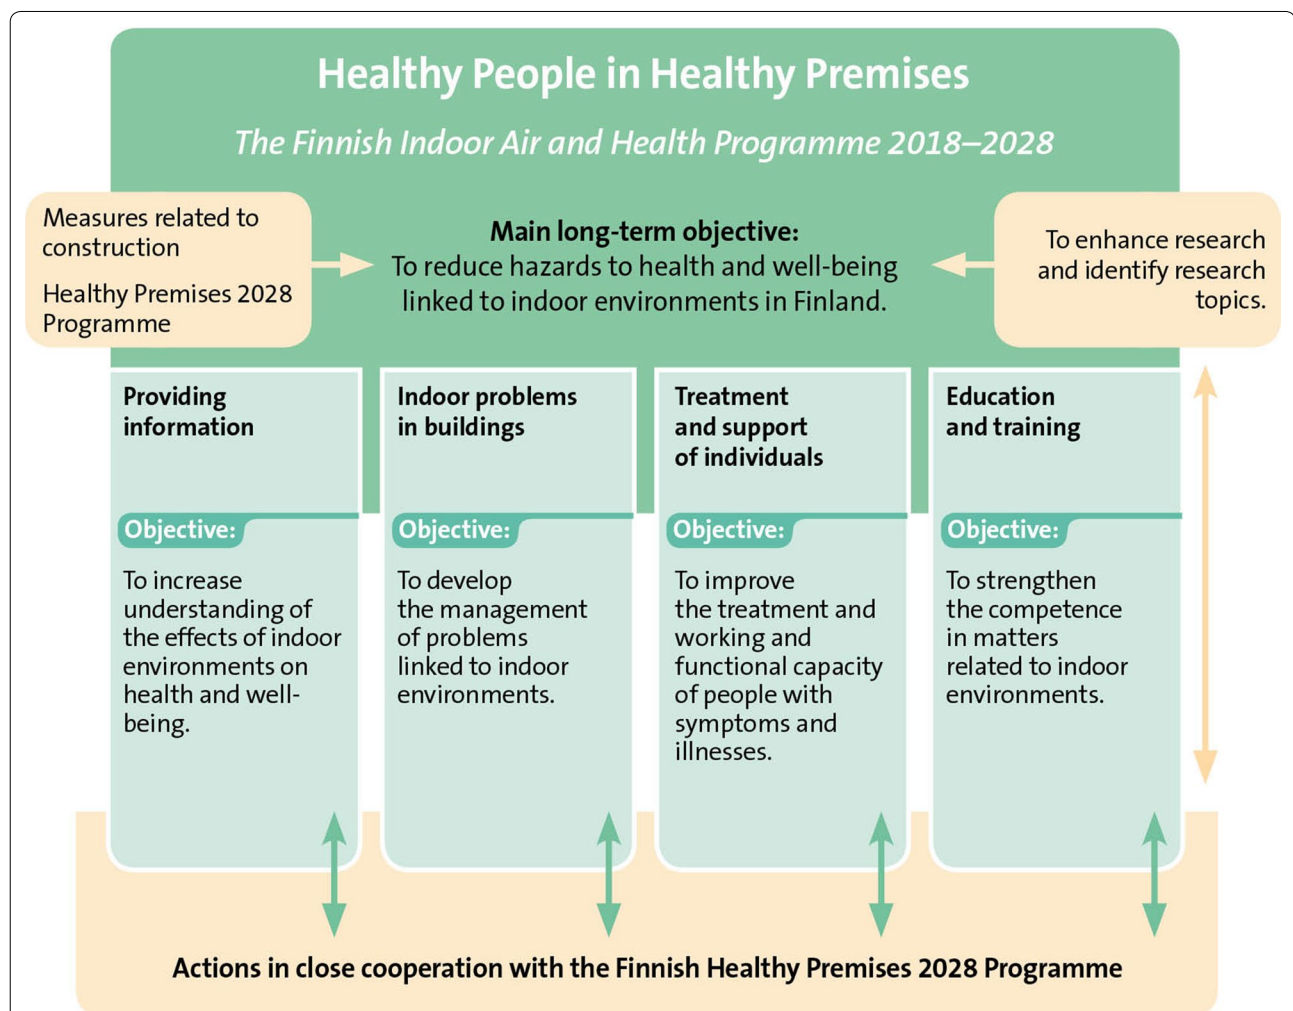 Healthy People in Healthy Premises
The Finnish Indoor Air and Health Programme 2018–2028
Measures related to
construction
Healthy Premises 2028
Programme
Main long-term objective:
To reduce hazards to health and well-being
linked to indoor environments in Finland.
To enhance research
and identify research
topics.
Providing
information
Objective:
To increase
understanding of
the effects of indoor
environments on
health and well-
being.
Indoor problems
in buildings
Objective:
To develop
the management
of problems
linked to indoor
environments.
Treatment
and support
of individuals
Objective:
To improve
the treatment and
working and
functional capacity
of people with
symptoms and
illnesses.
Education
and training
Objective:
To strengthen
the competence
in matters
related to indoor
environments.
Actions in close cooperation with the Finnish Healthy Premises 2028 Programme